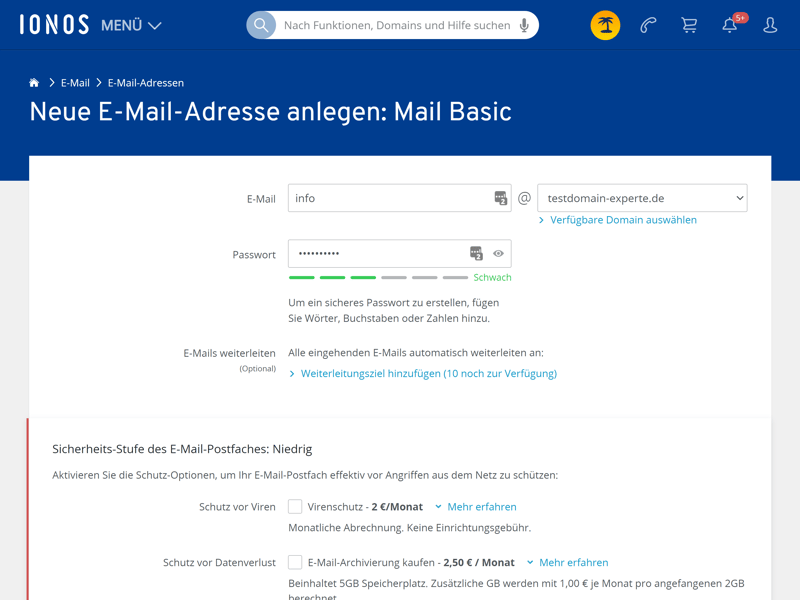 IONOS MENÜ
Nach Funktionen, Domains und Hilfe suchen
5+
E-Mail E-Mail-Adressen
Neue E-Mail-Adresse anlegen: Mail Basic
E-Mail info @ testdomain-experte.de
Verfügbare Domain auswählen
Passwort ••••••••••
Schwach
Um ein sicheres Passwort zu erstellen, fügen
Sie Wörter, Buchstaben oder Zahlen hinzu.
E-Mails weiterleiten Alle eingehenden E-Mails automatisch weiterleiten an:
(Optional)
Weiterleitungsziel hinzufügen (10 noch zur Verfügung)
Sicherheits-Stufe des E-Mail-Postfaches: Niedrig
Aktivieren Sie die Schutz-Optionen, um Ihr E-Mail-Postfach effektiv vor Angriffen aus dem Netz zu schützen:
Schutz vor Viren Virenschutz - 2 €/Monat Mehr erfahren
Monatliche Abrechnung. Keine Einrichtungsgebühr.
Schutz vor Datenverlust E-Mail-Archivierung kaufen - 2,50 € / Monat Mehr erfahren
Beinhaltet 5GB Speicherplatz. Zusätzliche GB werden mit 1,00 € je Monat pro angefangenen 2GB
berechnet